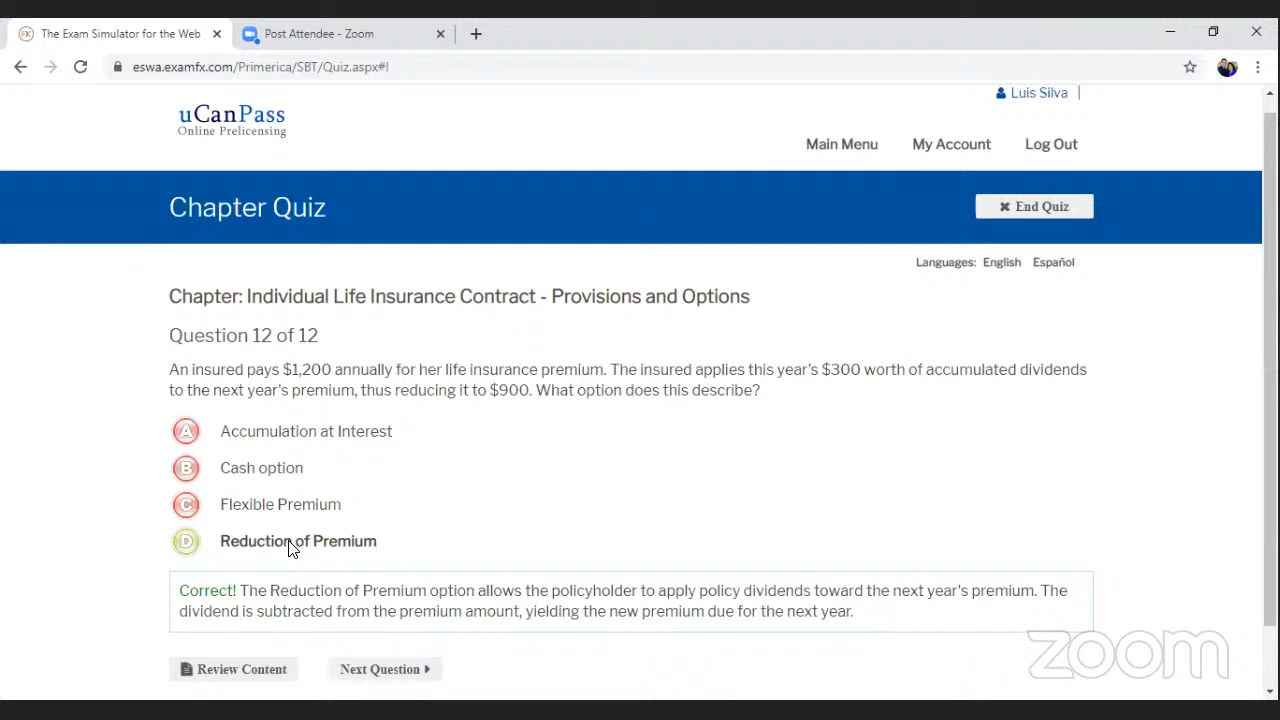 The Exam Simulator for the Web
Post Attendee - Zoom
eswa.examfx.com/Primerica/SBT/Quiz.aspx#!
Luis Silva |
uCanPass
Online Prelicensing
Main Menu My Account Log Out
Chapter Quiz
End Quiz
Languages: English Español
Chapter: Individual Life Insurance Contract - Provisions and Options
Question 12 of 12
An insured pays $1,200 annually for her life insurance premium. The insured applies this year's $300 worth of accumulated dividends
to the next year's premium, thus reducing it to $900. What option does this describe?
A Accumulation at Interest
B Cash option
C Flexible Premium
D Reduction of Premium
Correct! The Reduction of Premium option allows the policyholder to apply policy dividends toward the next year's premium. The
dividend is subtracted from the premium amount, yielding the new premium due for the next year.
zoom
Review Content Next Question